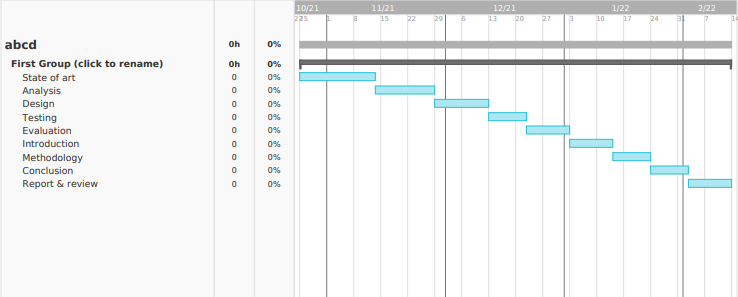 10/21 11/21 12/21 1/22 2/22
25 1 8 15 22 29 6 13 20 27 3 10 17 24 31 7 14
abcd 0h 0%
First Group (click to rename) 0h 0%
State of art 0 0%
Analysis 0 0%
Design 0 0%
Testing 0 0%
Evaluation 0 0%
Introduction 0 0%
Methodology 0 0%
Conclusion 0 0%
Report & review 0 0%